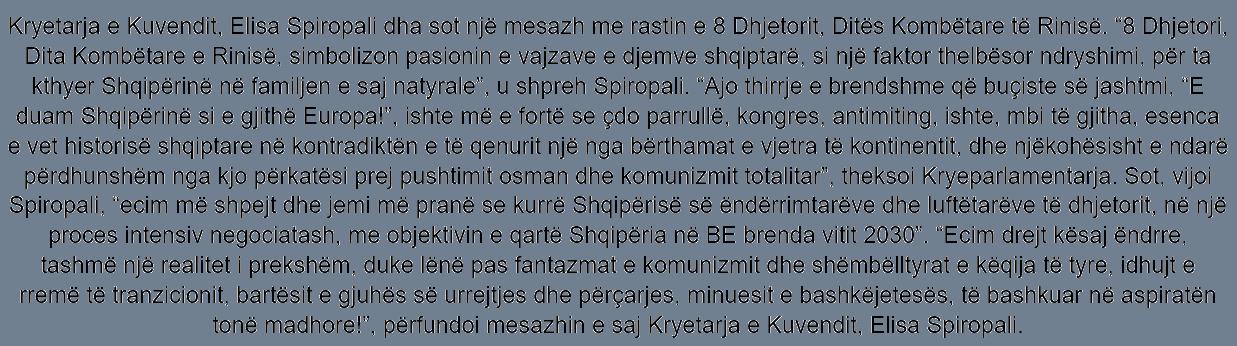 Kryetarja e Kuvendit, Elisa Spiropali dha sot një mesazh me rastin e 8 Dhjetorit, Ditës Kombëtare të Rinisë. “8 Dhjetori,
Dita Kombëtare e Rinisë, simbolizon pasionin e vajzave e djemve shqiptarë, si një faktor thelbësor ndryshimi, për ta
kthyer Shqipërinë në familjen e saj natyrale”, u shpreh Spiropali. “Ajo thirrje e brendshme që buçiste së jashtmi, “E
duam Shqipërinë si e gjithë Europa!”, ishte më e fortë se çdo parrullë, kongres, antimiting, ishte, mbi të gjitha, esenca
e vet historisë shqiptare në kontradiktën e të qenurit një nga bërthamat e vjetra të kontinentit, dhe njëkohësisht e ndarë
përdhunshëm nga kjo përkatësi prej pushtimit osman dhe komunizmit totalitar”, theksoi Kryeparlamentarja. Sot, vijoi
Spiropali, “ecim më shpejt dhe jemi më pranë se kurrë Shqipërisë së ëndërrimtarëve dhe luftëtarëve të dhjetorit, në një
proces intensiv negociatash, me objektivin e qartë Shqipëria në BE brenda vitit 2030”. “Ecim drejt kësaj ëndrre,
tashmë një realitet i prekshëm, duke lënë pas fantazmat e komunizmit dhe shëmbëlltyrat e këqija të tyre, idhujt e
rremë të tranzicionit, bartësit e gjuhës së urrejtjes dhe përçarjes, minuesit e bashkëjetesës, të bashkuar në aspiratën
tonë madhore!”, përfundoi mesazhin e saj Kryetarja e Kuvendit, Elisa Spiropali.